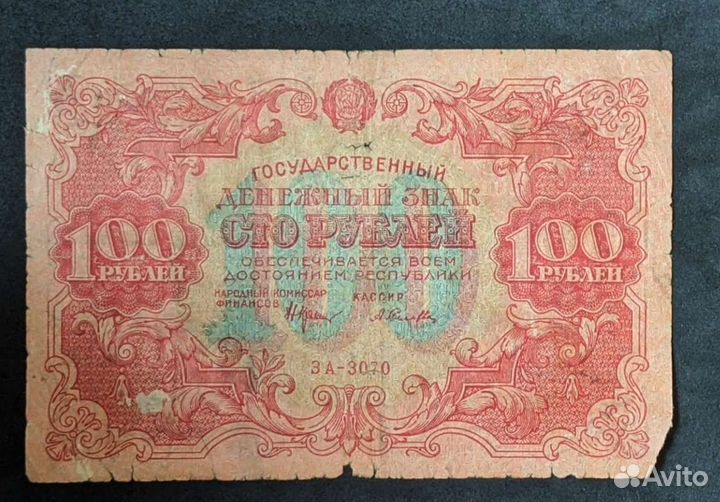 ГОСУДАРСТВЕННЫЙ
ДЕНЕЖНЫЙ ЗНАК
100
СТО РУБЛЕЙ
100 РУБЛЕЙ
100 РУБЛЕЙ
ОБЕСПЕЧИВАЕТСЯ ВСЕМ
ДОСТОЯНИЕМ РЕСПУБЛИКИ
НАРОДНЫЙ КОМИССАР
ФИНАНСОВ
КАССИР
ЗА-3070
Avito